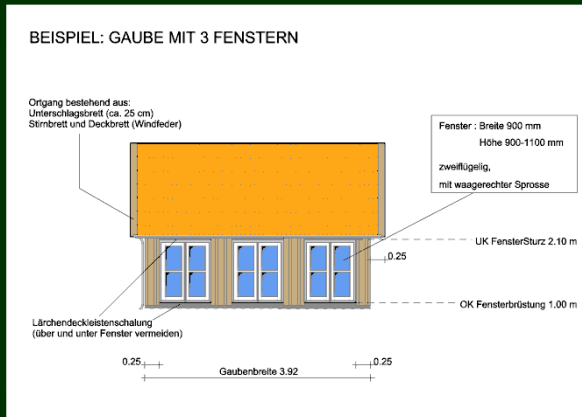 BEISPIEL: GAUBE MIT 3 FENSTERN
Ortgang bestehend aus:
Unterschlagsbrett (ca. 25 cm)
Stirnbrett und Deckbrett (Windfeder)
Fenster : Breite 900 mm
Höhe 900-1100 mm
zweiflügelig,
mit waagerechter Sprosse
UK FensterSturz 2.10 m
0.25
OK Fensterbrüstung 1.00 m
Lärchendeckleistenschalung
(über und unter Fenster vermeiden)
0.25
0.25
Gaubenbreite 3.92